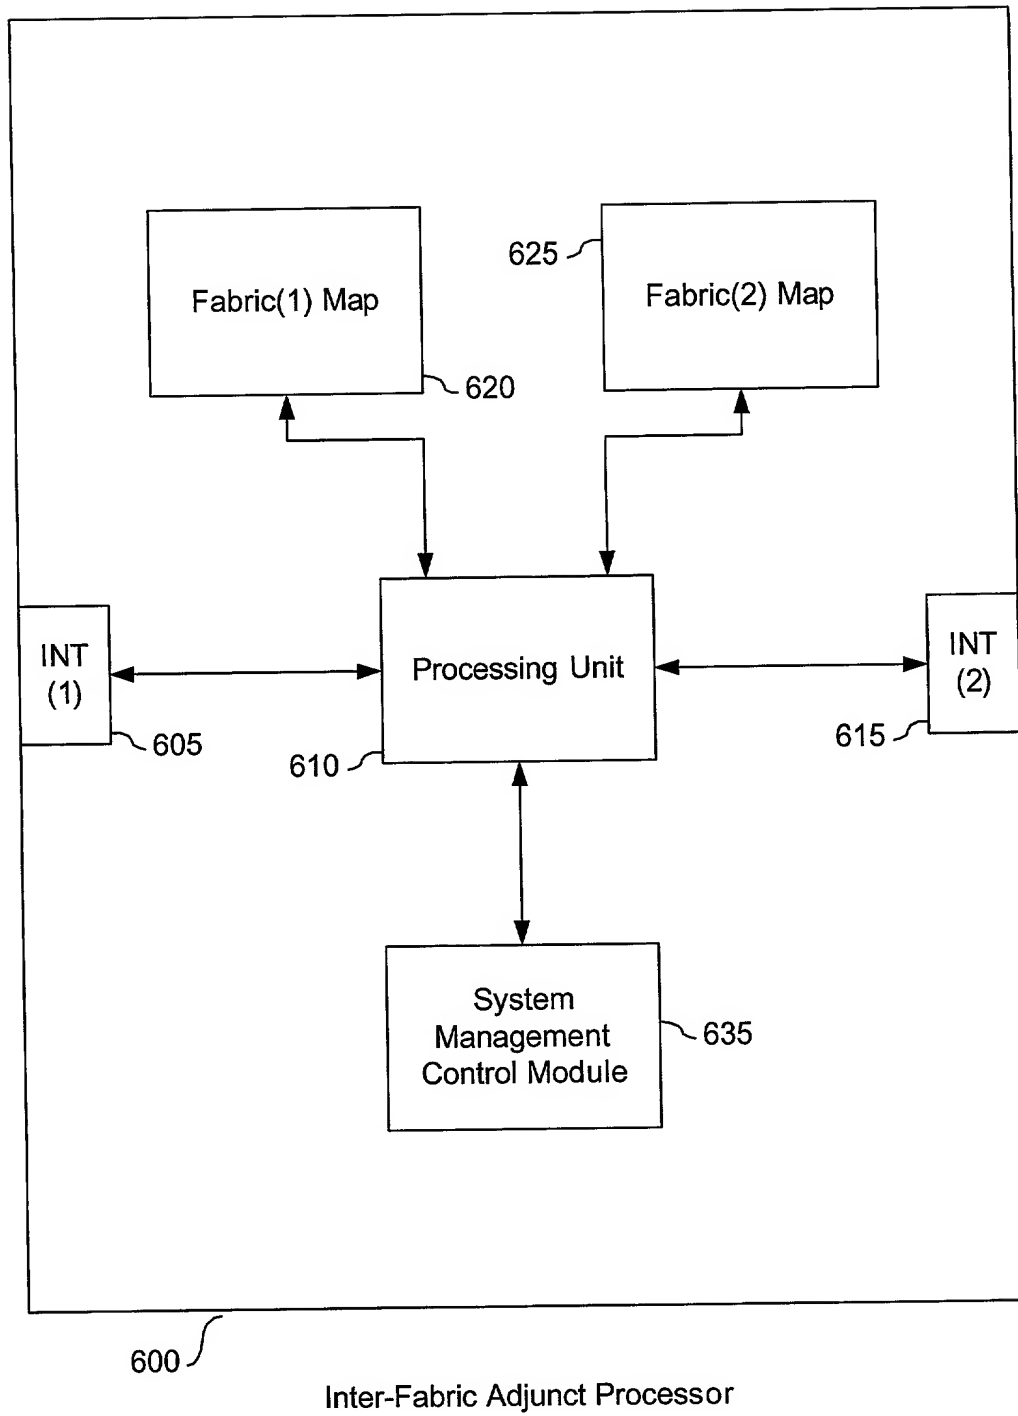 Fabric(1) Map
620
625
Fabric(2) Map
INT
(1)
605
Processing Unit
610
INT
(2)
615
System
Management
Control Module
635
600
Inter-Fabric Adjunct Processor